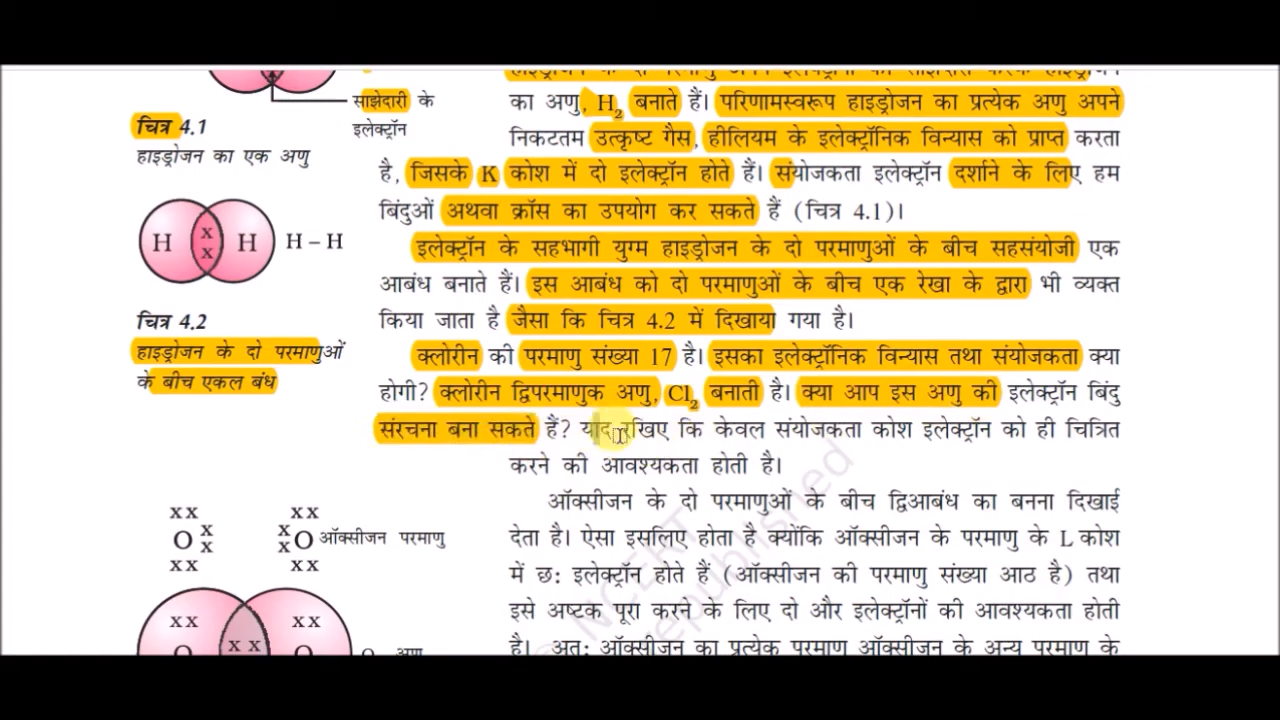 साझेदारी के
इलेक्ट्रॉन
चित्र 4.1
हाइड्रोजन का एक अणु
H x x H H – H
चित्र 4.2
हाइड्रोजन के दो परमाणुओं
के बीच एकल बंध
का अणु, H2 बनाते हैं। परिणामस्वरूप हाइड्रोजन का प्रत्येक अणु अपने
निकटतम उत्कृष्ट गैस, हीलियम के इलेक्ट्रॉनिक विन्यास को प्राप्त करता
है, जिसके K कोश में दो इलेक्ट्रॉन होते हैं। संयोजकता इलेक्ट्रॉन दर्शाने के लिए हम
बिंदुओं अथवा क्रॉस का उपयोग कर सकते हैं (चित्र 4.1)।
इलेक्ट्रॉन के सहभागी युग्म हाइड्रोजन के दो परमाणुओं के बीच सहसंयोजी एक
आबंध बनाते हैं। इस आबंध को दो परमाणुओं के बीच एक रेखा के द्वारा भी व्यक्त
किया जाता है जैसा कि चित्र 4.2 में दिखाया गया है।
क्लोरीन की परमाणु संख्या 17 है। इसका इलेक्ट्रॉनिक विन्यास तथा संयोजकता क्या
होगी? क्लोरीन द्विपरमाणुक अणु, Cl2 बनाती है। क्या आप इस अणु की इलेक्ट्रॉन बिंदु
संरचना बना सकते हैं? याद रखिए कि केवल संयोजकता कोश इलेक्ट्रॉन को ही चित्रित
करने की आवश्यकता होती है।
ऑक्सीजन के दो परमाणुओं के बीच द्विआबंध का बनना दिखाई
देता है। ऐसा इसलिए होता है क्योंकि ऑक्सीजन के परमाणु के L कोश
में छ: इलेक्ट्रॉन होते हैं (ऑक्सीजन की परमाणु संख्या आठ है) तथा
इसे अष्टक पूरा करने के लिए दो और इलेक्ट्रॉनों की आवश्यकता होती
है। अत: ऑक्सीजन का प्रत्येक परमाणु ऑक्सीजन के अन्य परमाणु के
xx xx
O x x x x O ऑक्सीजन परमाणु
xx xx
xx xx
x x
NCERT
republished